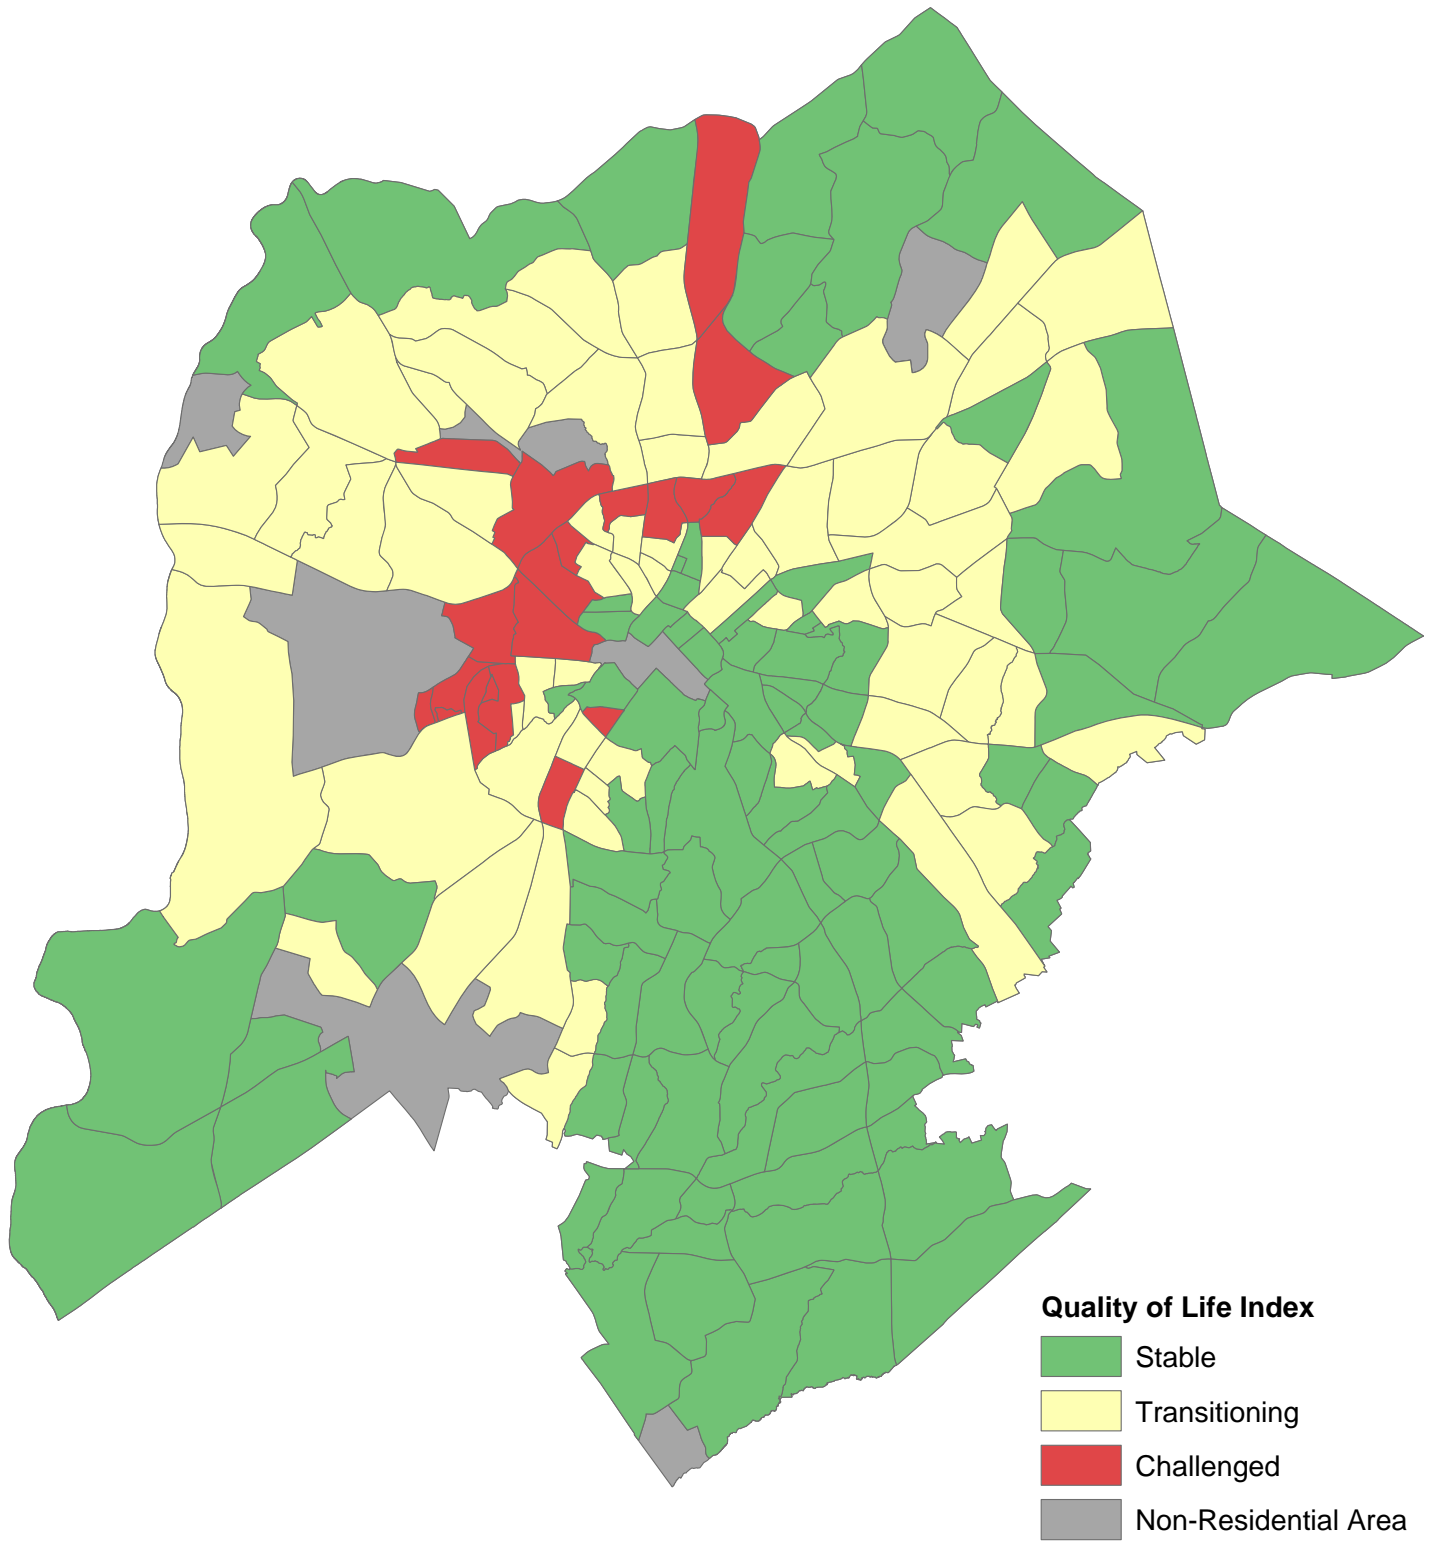 Quality of Life Index
Stable
Transitioning
Challenged
Non-Residential Area